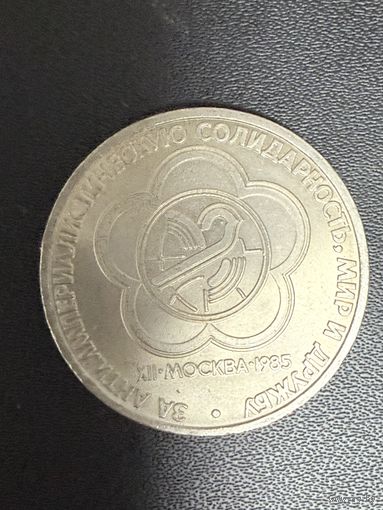 ЗА АНТИИМПЕРИАЛИСТИЧЕСКУЮ СОЛИДАРНОСТЬ, МИР И ДРУЖБУ
XII·МОСКВА·1985